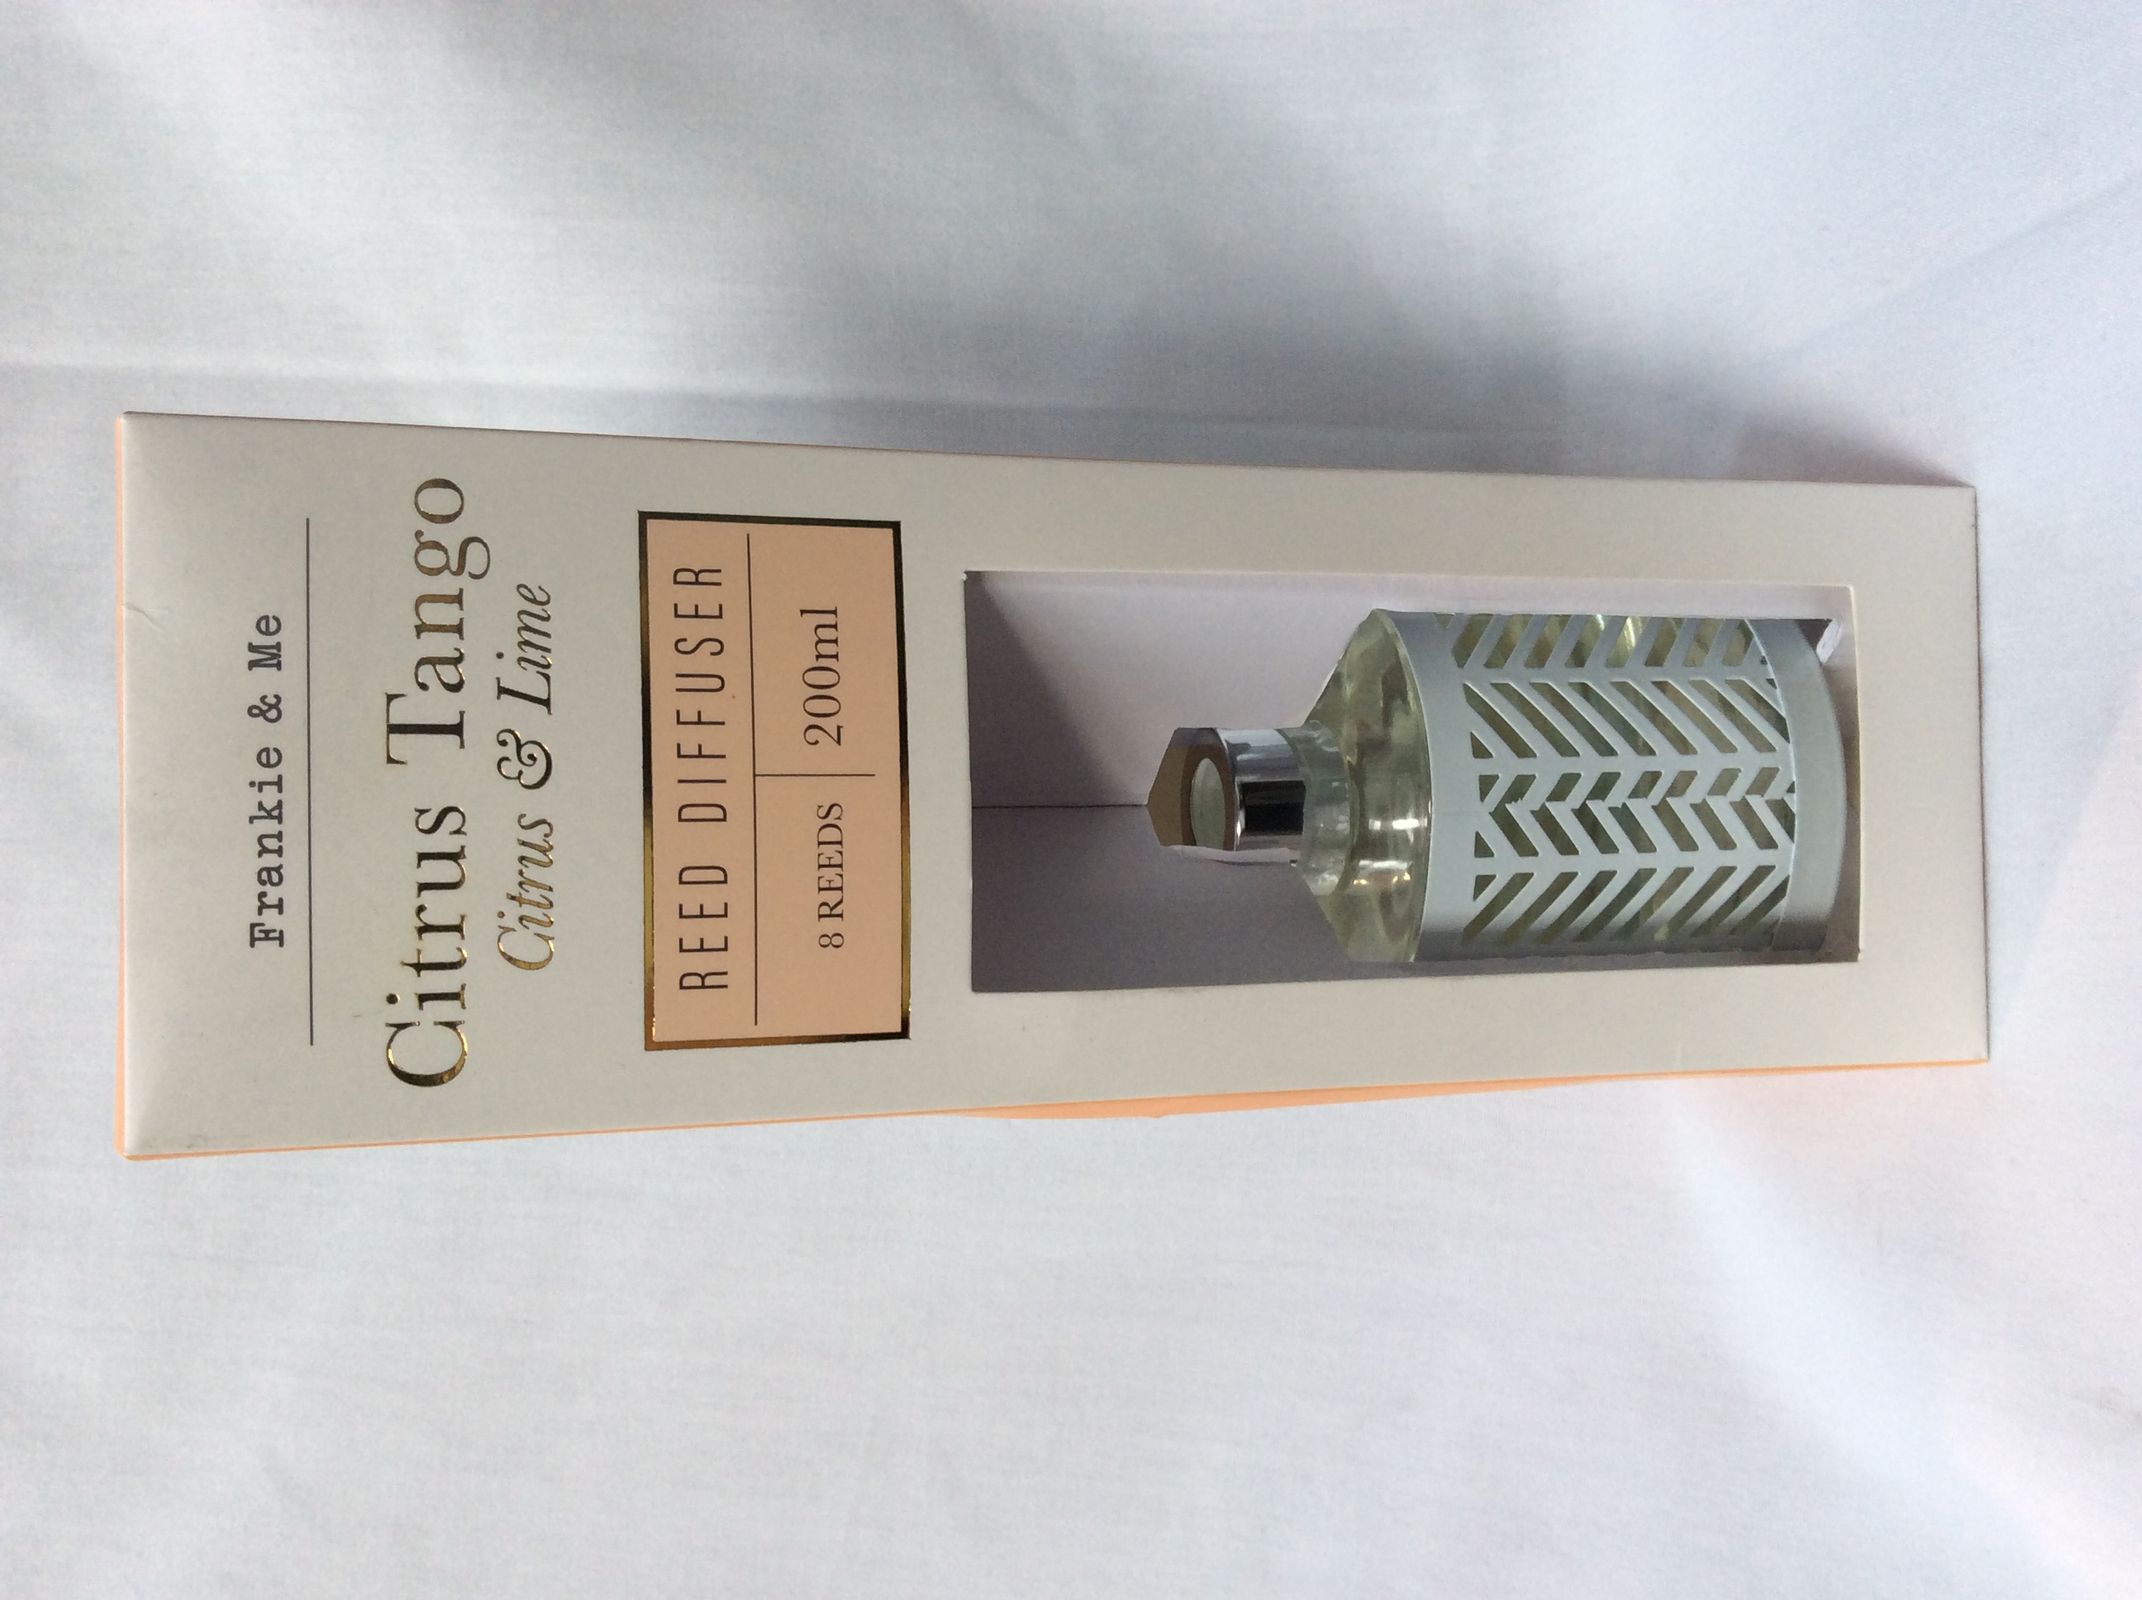 Frankie & Me
Citrus Tango
Citrus & Lime
REED DIFFUSER
8 REEDS
200ml